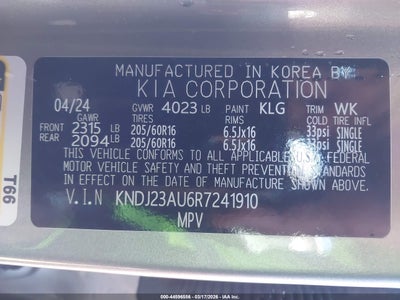 MANUFACTURED IN KOREA BY
KIA CORPORATION
04/24 GVWR 4023 LB PAINT KLG TRIM WK
GAWR TIRES RIMS COLD TIRE INFL
FRONT 2315 LB 205/60R16 6.5Jx16 33psi SINGLE
REAR 2094 LB 205/60R16 6.5Jx16 33psi SINGLE
THIS VEHICLE CONFORMS TO ALL APPLICABLE U.S. FEDERAL
MOTOR VEHICLE SAFETY AND THEFT PREVENTION
STANDARDS IN EFFECT ON THE DATE OF MANUFACTURE SHOWN ABOVE.
V.I.N KNDJ23AU6R7241910
MPV
T66
000-44596556 - 03/17/2026 - COPART